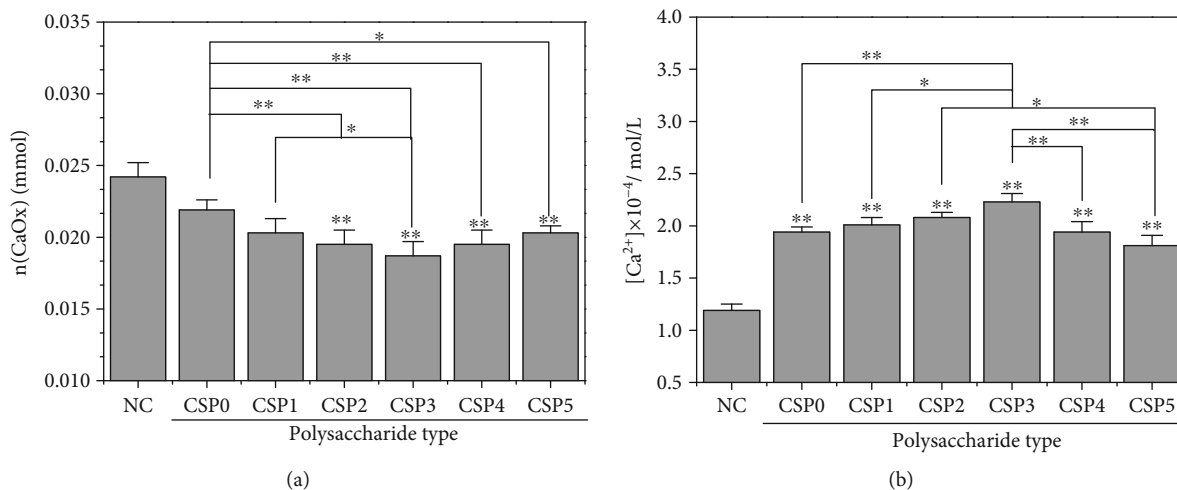 n(CaOx) (mmol)
0.035
0.030
0.025
0.020
0.015
0.010
*
**
**
**
*
** ** ** **
NC CSP0 CSP1 CSP2 CSP3 CSP4 CSP5
Polysaccharide type
(a)
[Ca²⁺]×10⁻⁴/ mol/L
4.0
3.5
3.0
2.5
2.0
1.5
1.0
0.5
**
*
*
**
**
** ** ** ** ** **
NC CSP0 CSP1 CSP2 CSP3 CSP4 CSP5
Polysaccharide type
(b)